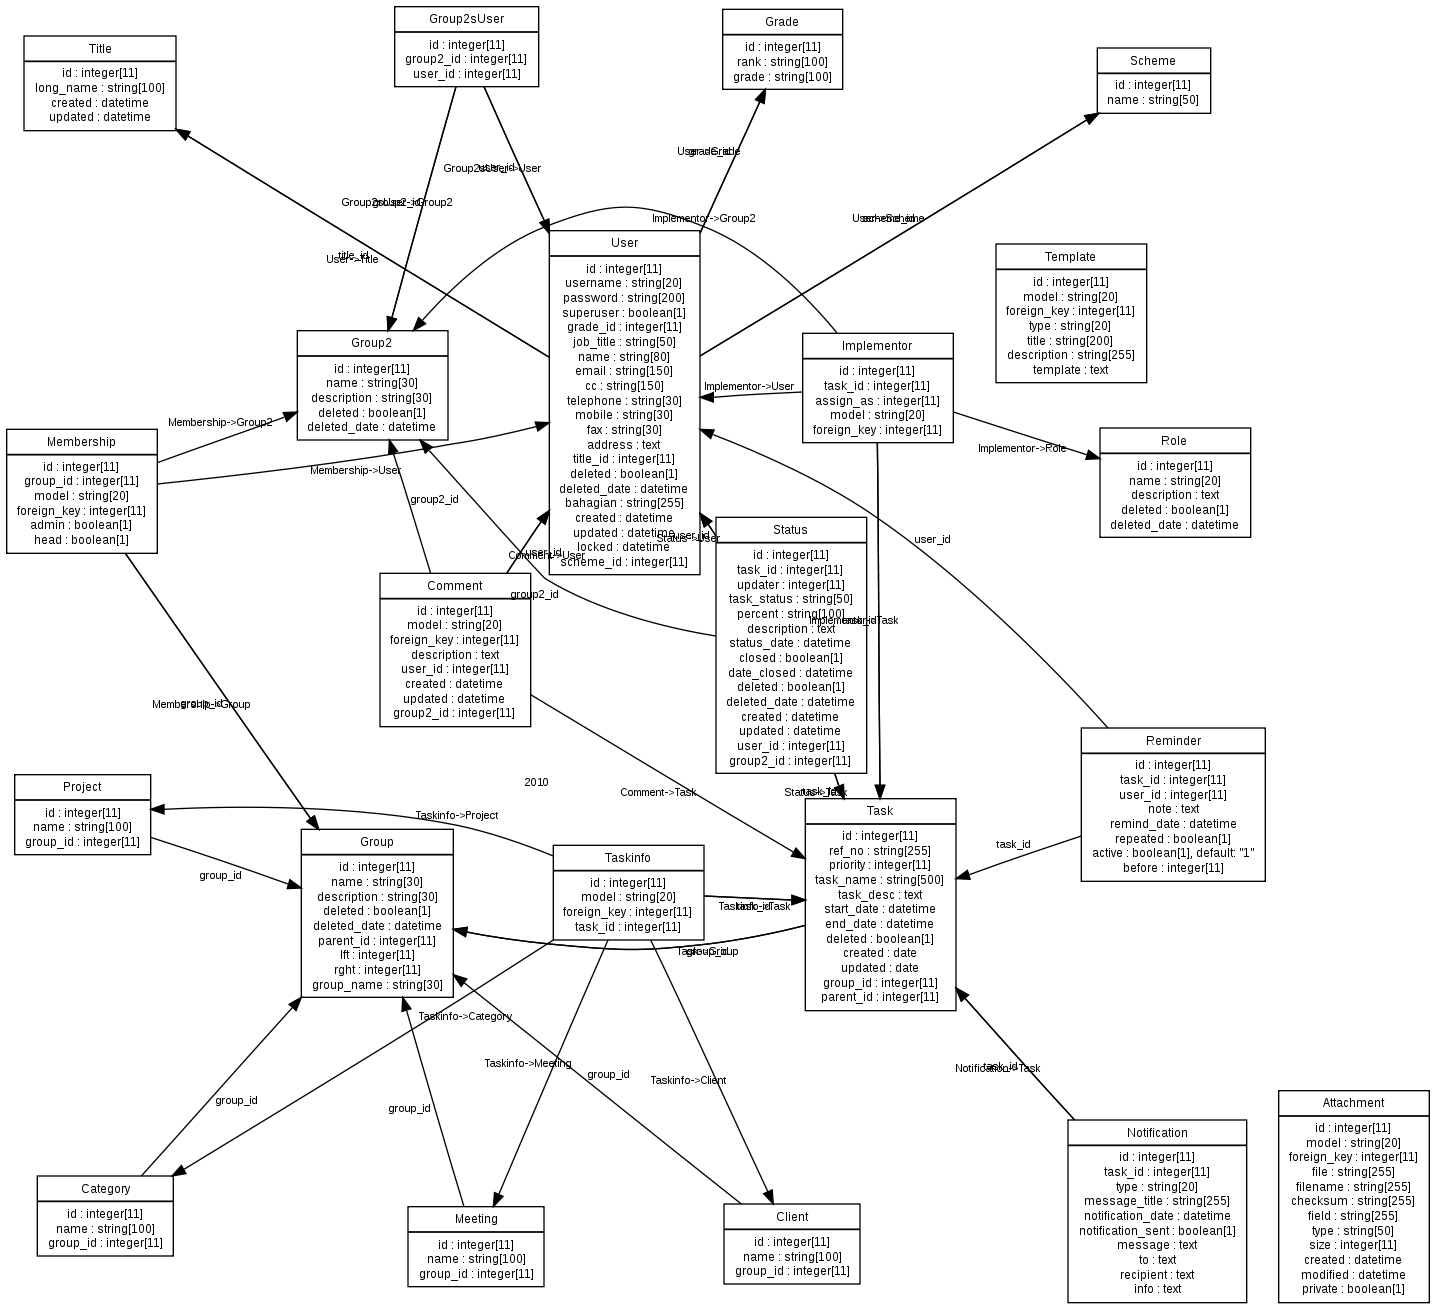 Group2sUser
id : integer[11]
group2_id : integer[11]
user_id : integer[11]
Grade
id : integer[11]
rank : string[100]
grade : string[100]
Title
id : integer[11]
long_name : string[100]
created : datetime
updated : datetime
Scheme
id : integer[11]
name : string[50]
User->Grade
grade_id
Group2sUser->User
user_id
Group2sUser->Group2
group2_id
Implementor->Group2
User->Scheme
scheme_id
title_id
User->Title
User
id : integer[11]
username : string[20]
password : string[200]
superuser : boolean[1]
grade_id : integer[11]
job_title : string[50]
name : string[80]
email : string[150]
cc : string[150]
telephone : string[30]
mobile : string[30]
fax : string[30]
address : text
title_id : integer[11]
deleted : boolean[1]
deleted_date : datetime
bahagian : string[255]
created : datetime
updated : datetime
locked : datetime
scheme_id : integer[11]
Template
id : integer[11]
model : string[20]
foreign_key : integer[11]
type : string[20]
title : string[200]
description : string[255]
template : text
Group2
id : integer[11]
name : string[30]
description : string[30]
deleted : boolean[1]
deleted_date : datetime
Implementor
id : integer[11]
task_id : integer[11]
assign_as : integer[11]
model : string[20]
foreign_key : integer[11]
Implementor->User
Membership->Group2
Membership->User
Implementor->Role
Membership
id : integer[11]
group_id : integer[11]
model : string[20]
foreign_key : integer[11]
admin : boolean[1]
head : boolean[1]
Role
id : integer[11]
name : string[20]
description : text
deleted : boolean[1]
deleted_date : datetime
group2_id
Comment->User
user_id
Status->User
user_id
user_id
group2_id
Status
id : integer[11]
task_id : integer[11]
updater : integer[11]
task_status : string[50]
percent : string[100]
description : text
status_date : datetime
closed : boolean[1]
date_closed : datetime
deleted : boolean[1]
deleted_date : datetime
created : datetime
updated : datetime
user_id : integer[11]
group2_id : integer[11]
Comment
id : integer[11]
model : string[20]
foreign_key : integer[11]
description : text
user_id : integer[11]
created : datetime
updated : datetime
group2_id : integer[11]
Implementor->Task
task_id
Membership->Group
group_id
Reminder
id : integer[11]
task_id : integer[11]
user_id : integer[11]
note : text
remind_date : datetime
repeated : boolean[1]
active : boolean[1], default: "1"
before : integer[11]
Project
id : integer[11]
name : string[100]
group_id : integer[11]
2010
Comment->Task
Status->Task
task_id
Taskinfo->Project
group_id
task_id
Group
id : integer[11]
name : string[30]
description : string[30]
deleted : boolean[1]
deleted_date : datetime
parent_id : integer[11]
lft : integer[11]
rght : integer[11]
group_name : string[30]
Taskinfo
id : integer[11]
model : string[20]
foreign_key : integer[11]
task_id : integer[11]
Task
id : integer[11]
ref_no : string[255]
priority : integer[11]
task_name : string[500]
task_desc : text
start_date : datetime
end_date : datetime
deleted : boolean[1]
created : date
updated : date
group_id : integer[11]
parent_id : integer[11]
Taskinfo->Task
task_id
Task->Group
group_id
Taskinfo->Category
Taskinfo->Meeting
group_id
Taskinfo->Client
Notification->Task
task_id
group_id
group_id
Category
id : integer[11]
name : string[100]
group_id : integer[11]
Meeting
id : integer[11]
name : string[100]
group_id : integer[11]
Client
id : integer[11]
name : string[100]
group_id : integer[11]
Notification
id : integer[11]
task_id : integer[11]
type : string[20]
message_title : string[255]
notification_date : datetime
notification_sent : boolean[1]
message : text
to : text
recipient : text
info : text
Attachment
id : integer[11]
model : string[20]
foreign_key : integer[11]
file : string[255]
filename : string[255]
checksum : string[255]
field : string[255]
type : string[50]
size : integer[11]
created : datetime
modified : datetime
private : boolean[1]